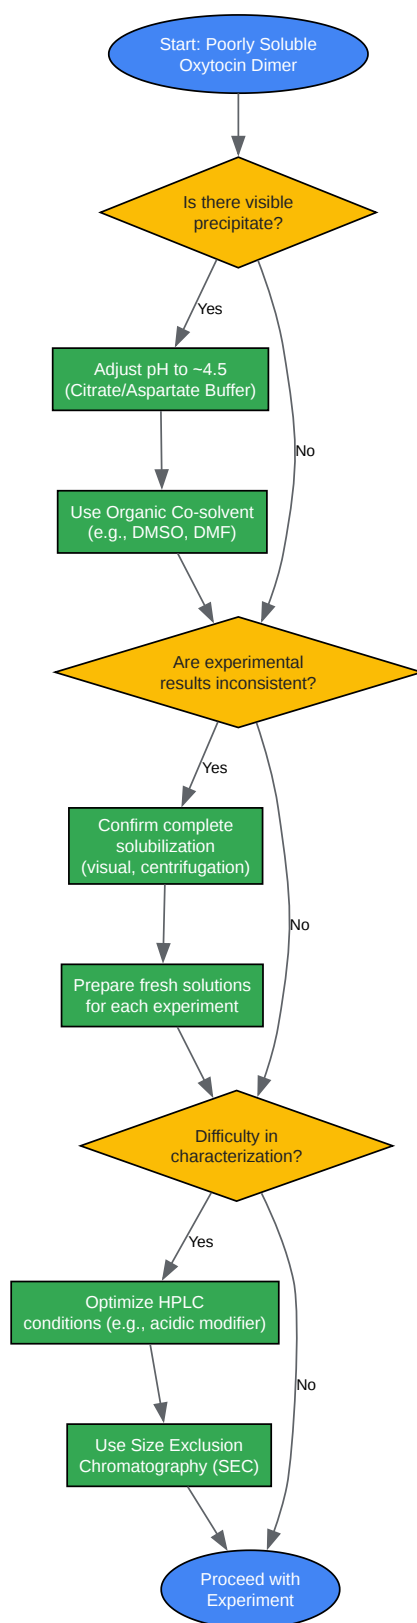 Start: Poorly Soluble
Oxytocin Dimer
Is there visible
precipitate?
Yes
Adjust pH to ~4.5
(Citrate/Aspartate Buffer)
No
Use Organic Co-solvent
(e.g., DMSO, DMF)
Are experimental
results inconsistent?
Yes
Confirm complete
solubilization
(visual, centrifugation)
No
Prepare fresh solutions
for each experiment
Difficulty in
characterization?
Yes
Optimize HPLC
conditions (e.g., acidic modifier)
No
Use Size Exclusion
Chromatography (SEC)
Proceed with
Experiment